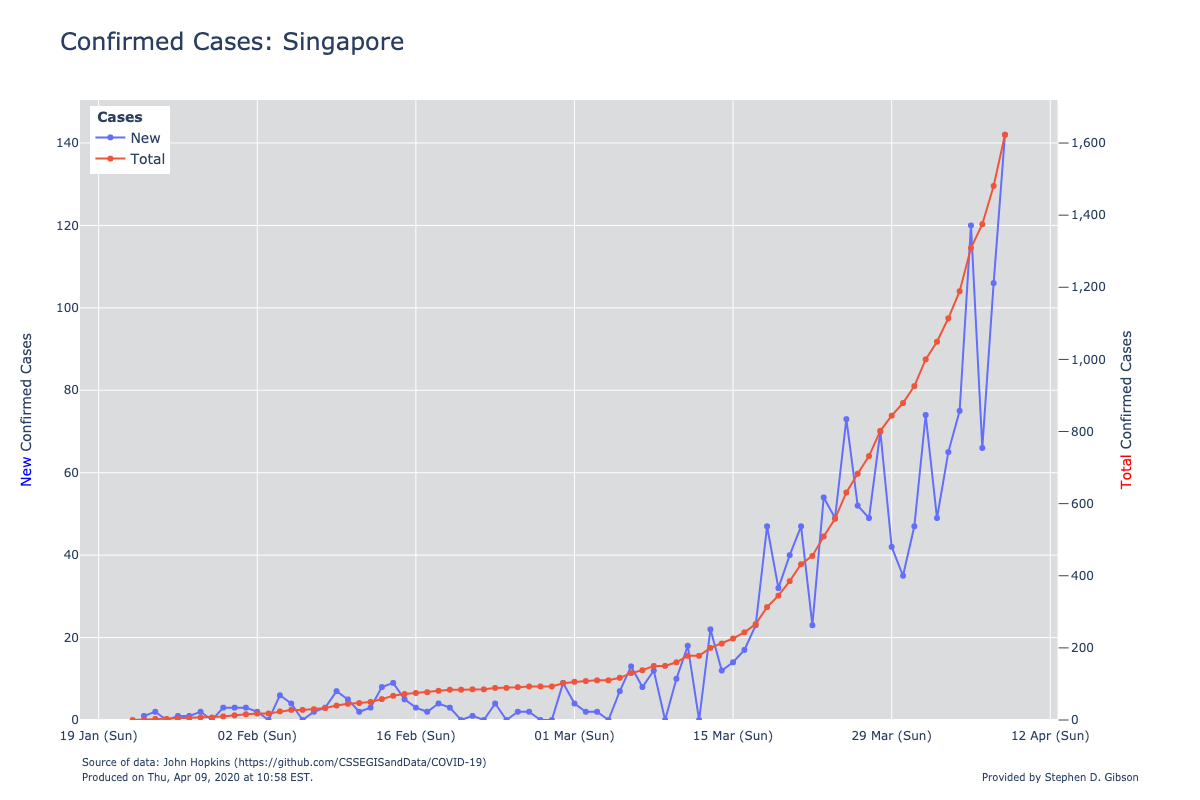 Confirmed Cases: Singapore
Cases
New
Total
140
120
100
80
60
40
20
0
1,600
1,400
1,200
1,000
800
600
400
200
0
New Confirmed Cases
Total Confirmed Cases
19 Jan (Sun)
02 Feb (Sun)
16 Feb (Sun)
01 Mar (Sun)
15 Mar (Sun)
29 Mar (Sun)
12 Apr (Sun)
Source of data: John Hopkins (https://github.com/CSSEGISandData/COVID-19)
Produced on Thu, Apr 09, 2020 at 10:58 EST.
Provided by Stephen D. Gibson